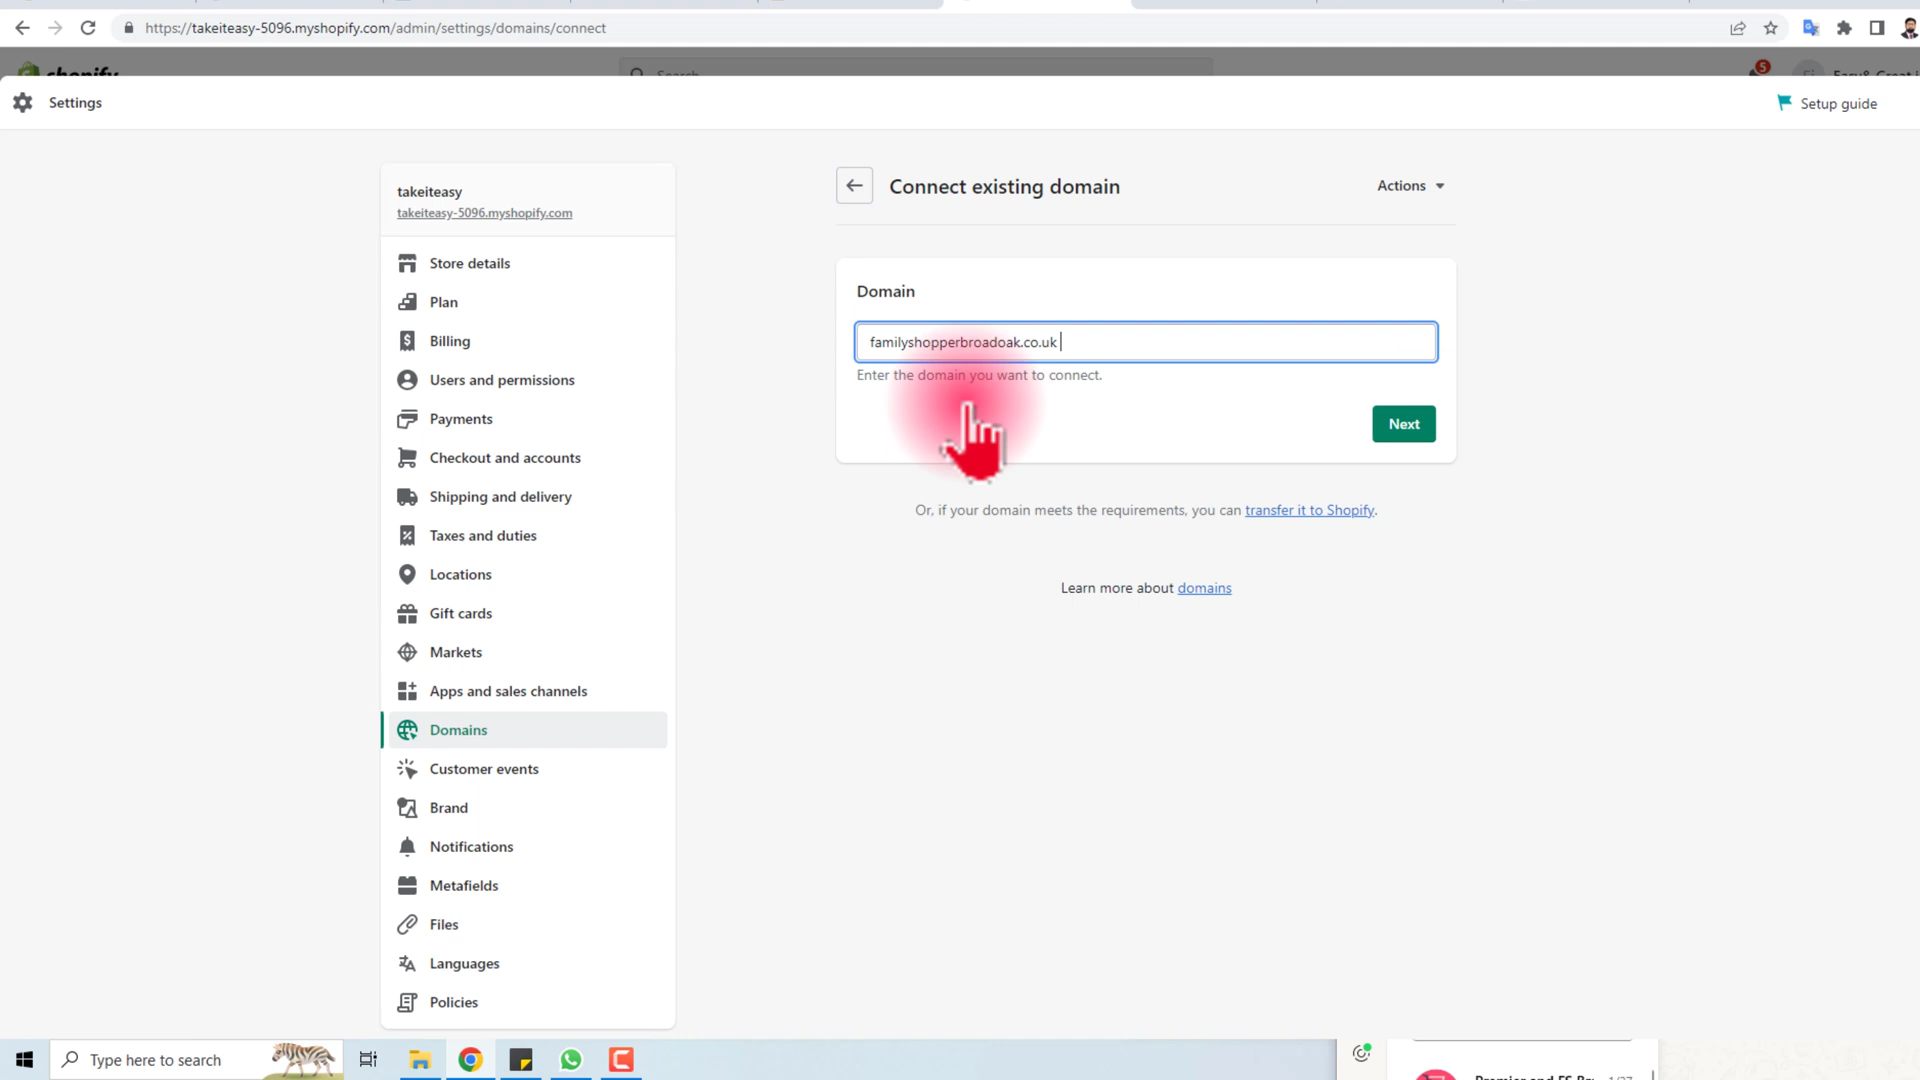 https://takeiteasy-5096.myshopify.com/admin/settings/domains/connect
shopify
Search
5
Settings
Setup guide
takeiteasy
takeiteasy-5096.myshopify.com
Store details
Plan
Billing
Users and permissions
Payments
Checkout and accounts
Shipping and delivery
Taxes and duties
Locations
Gift cards
Markets
Apps and sales channels
Domains
Customer events
Brand
Notifications
Metafields
Files
Languages
Policies
Connect existing domain
Actions
Domain
familyshopperbroadoak.co.uk
Enter the domain you want to connect.
Next
Or, if your domain meets the requirements, you can transfer it to Shopify.
Learn more about domains
Type here to search